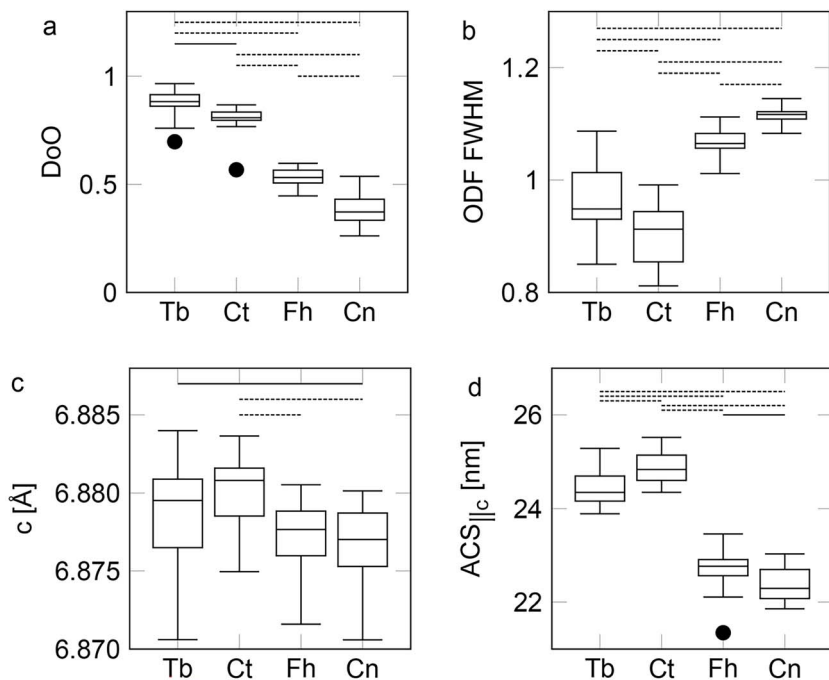 a
DoO
1
0.5
0
Tb Ct Fh Cn
b
ODF FWHM
1.2
1
0.8
Tb Ct Fh Cn
c
c [Å]
6.885
6.880
6.875
6.870
Tb Ct Fh Cn
d
ACS||c [nm]
26
24
22
Tb Ct Fh Cn